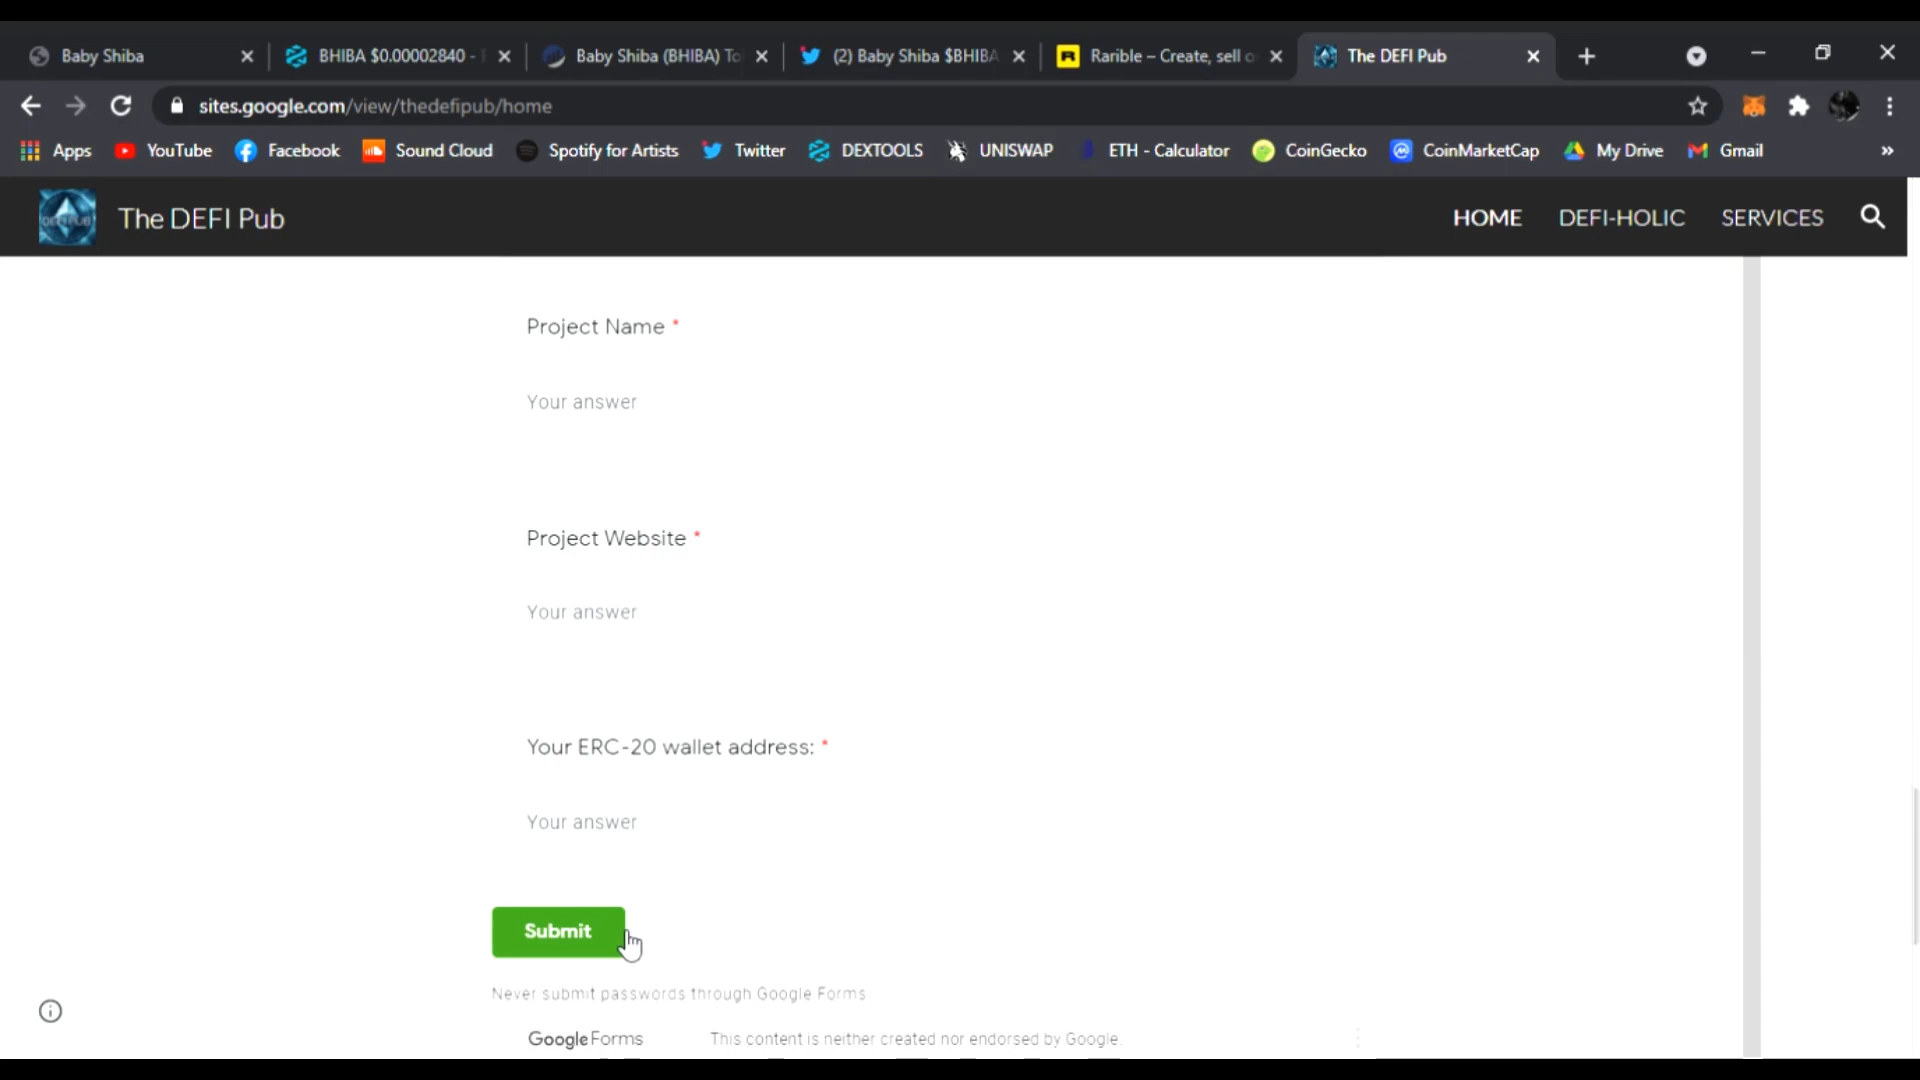 Baby Shiba
BHIBA $0.00002840 -
Baby Shiba (BHIBA) To
(2) Baby Shiba $BHIBA
Rarible – Create, sell o
The DEFI Pub
sites.google.com/view/thedefipub/home
Apps
YouTube
Facebook
Sound Cloud
Spotify for Artists
Twitter
DEXTOOLS
UNISWAP
ETH - Calculator
CoinGecko
CoinMarketCap
My Drive
Gmail
»
The DEFI Pub
HOME
DEFI-HOLIC
SERVICES
Project Name *
Your answer
Project Website *
Your answer
Your ERC-20 wallet address: *
Your answer
Submit
Never submit passwords through Google Forms
Google Forms
This content is neither created nor endorsed by Google.